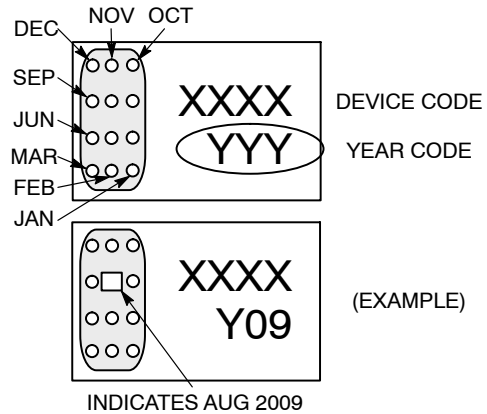 DEC NOV OCT
SEP
JUN
MAR
FEB
JAN
XXXX DEVICE CODE
YYY YEAR CODE
XXXX
Y09
(EXAMPLE)
INDICATES AUG 2009